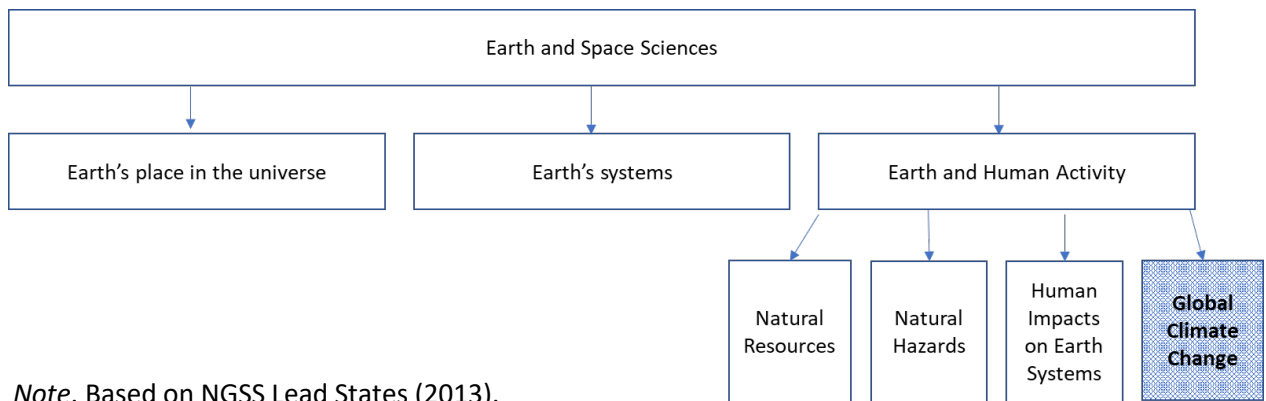 Earth and Space Sciences
Earth’s place in the universe
Earth’s systems
Earth and Human Activity
Natural
Resources
Natural
Hazards
Human
Impacts
on Earth
Systems
Global
Climate
Change
Note. Based on NGSS Lead States (2013).